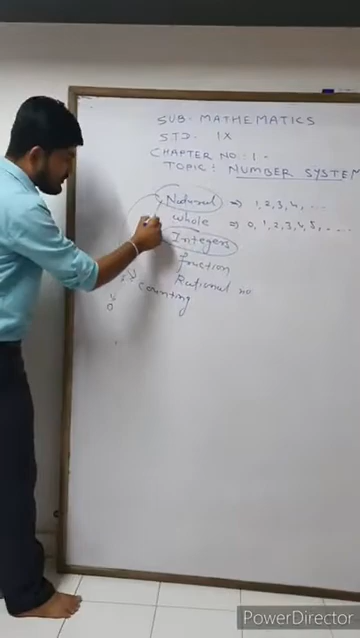 SUB: MATHEMATICS
STD: IX
CHAPTER NO: 1.
TOPIC: NUMBER SYSTEM
Natural ⇒ 1, 2, 3, 4, ...
whole ⇒ 0, 1, 2, 3, 4, 5, .....
Integers
fraction
Rational no
counting
0
PowerDirector